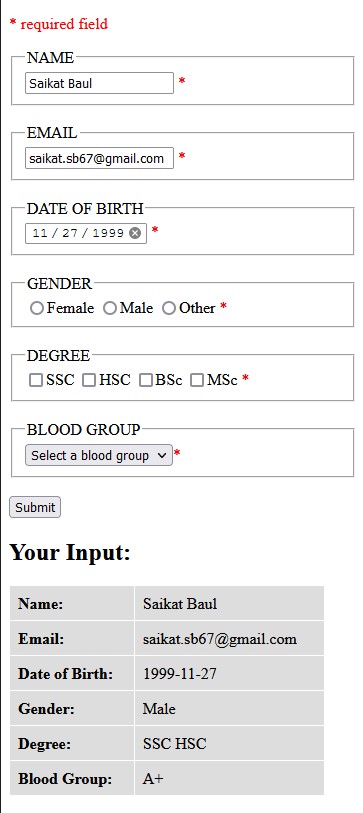 * required field
NAME
Saikat Baul *
EMAIL
saikat.sb67@gmail.com *
DATE OF BIRTH
11 / 27 / 1999 *
GENDER
Female Male Other *
DEGREE
SSC HSC BSc MSc *
BLOOD GROUP
Select a blood group *
Submit
Your Input:
Name: Saikat Baul
Email: saikat.sb67@gmail.com
Date of Birth: 1999-11-27
Gender: Male
Degree: SSC HSC
Blood Group: A+